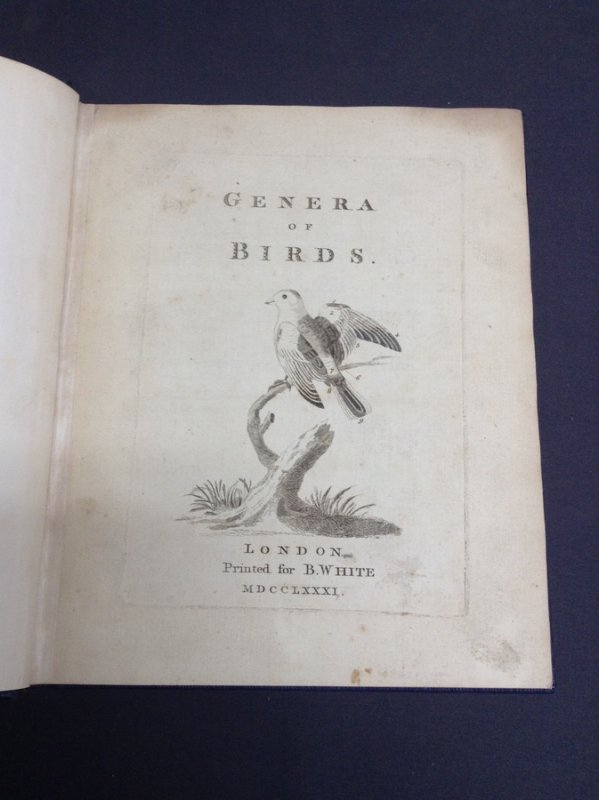 GENERA
OF
BIRDS.
LONDON
Printed for B. WHITE
MDCCLXXXI.